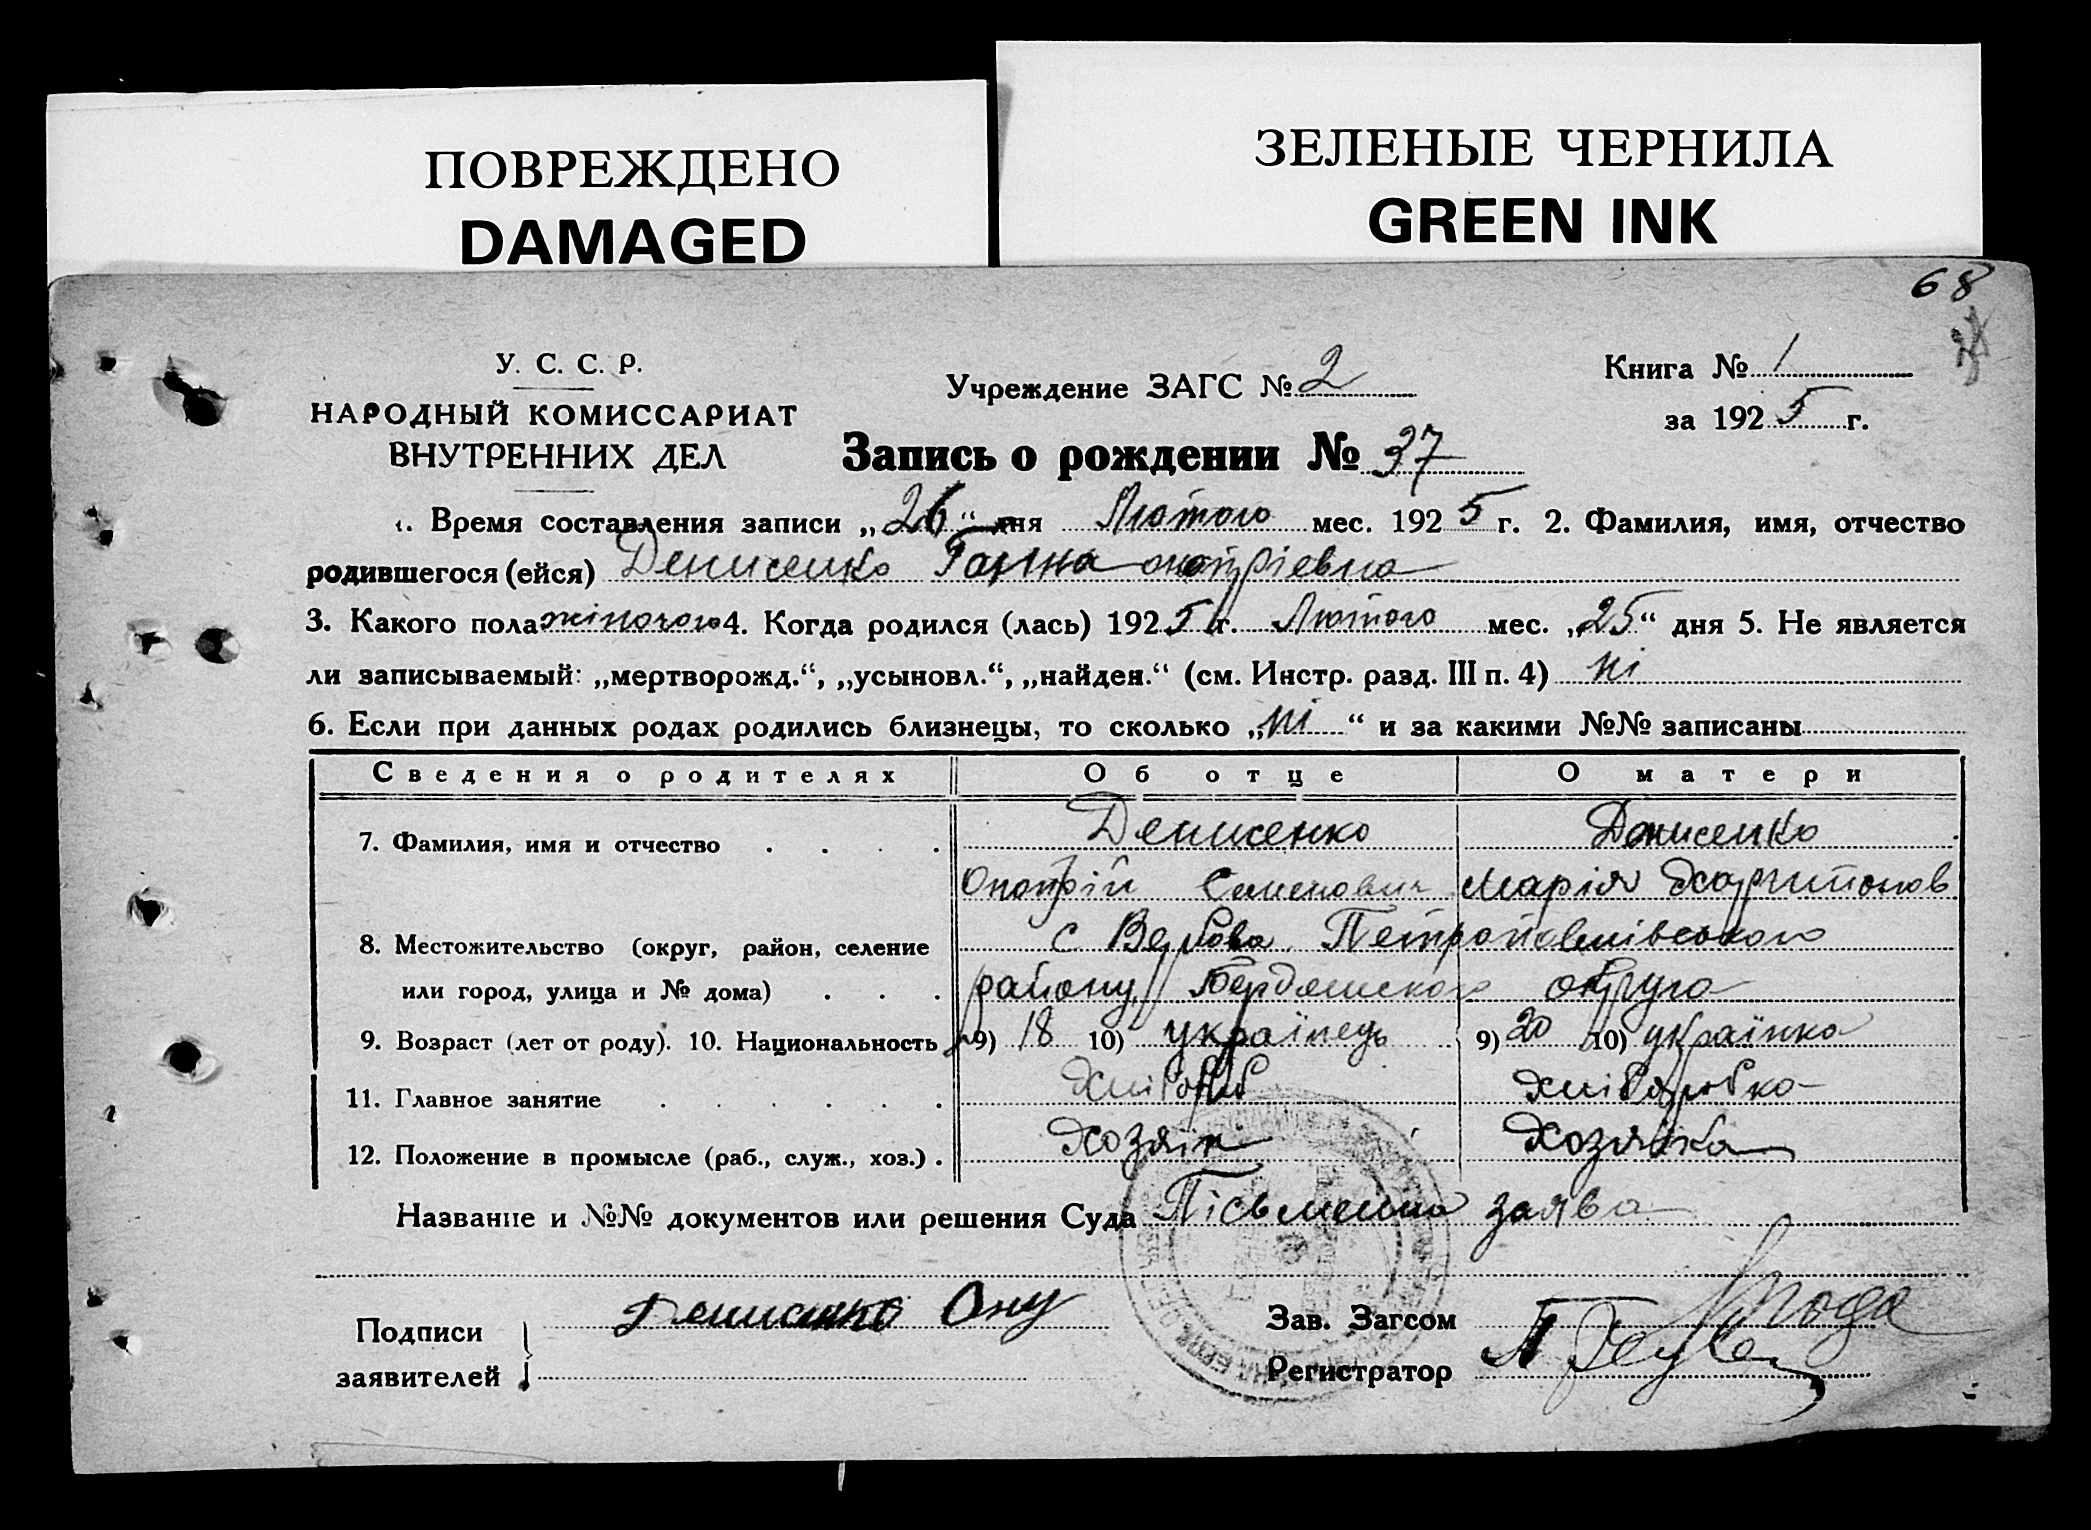 ПОВРЕЖДЕНО
DAMAGED
ЗЕЛЕНЫЕ ЧЕРНИЛА
GREEN INK
68
У. С. С. Р.
НАРОДНЫЙ КОМИССАРИАТ
ВНУТРЕННИХ ДЕЛ
Учреждение ЗАГС № 2
Книга № 1
за 1925 г.
Запись о рождении № 37
1. Время составления записи „26“ дня Лютого мес. 1925 г. 2. Фамилия, имя, отчество
родившегося (ейся) Денисенко Ганна Онопріевна
3. Какого пола жіночого 4. Когда родился (лась) 1925 г. Лютого мес. „25“ дня 5. Не является
ли записываемый: „мертворожд.“, „усыновл.“, „найден.“ (см. Инстр. разд. III п. 4) ні
6. Если при данных родах родились близнецы, то сколько „ні“ и за какими №№ записаны
Сведения о родителях Об отце О матери
7. Фамилия, имя и отчество Денисенко Денисенко
Онопрій Семенович Марія Харитонов
8. Местожительство (округ, район, селение с Вербова Петропавлівського
или город, улица и № дома) району Бердянского округа
9. Возраст (лет от роду). 10. Национальность 9) 18 10) українець 9) 20 10) українка
11. Главное занятие Хлібороб Хліборобка
12. Положение в промысле (раб., служ., хоз.) Хозяін Хозяйка
Название и №№ документов или решения Суда Пісьменна заява
Подписи
заявителей
Денисенко Ону
Зав. Загсом
Регистратор